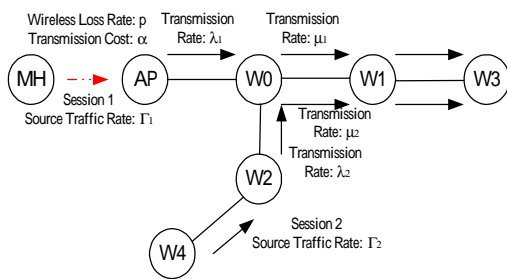 Wireless Loss Rate: p
Transmission Cost: α
Transmission
Rate: λ1
Transmission
Rate: μ1
MH
AP
W0
W1
W3
Session 1
Source Traffic Rate: Γ1
Transmission
Rate: μ2
Transmission
Rate: λ2
W2
W4
Session 2
Source Traffic Rate: Γ2